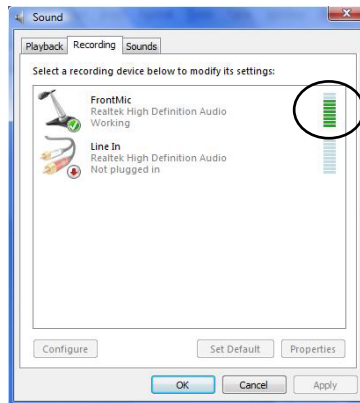 Sound
Playback
Recording
Sounds
Select a recording device below to modify its settings:
FrontMic
Realtek High Definition Audio
Working
Line In
Realtek High Definition Audio
Not plugged in
Configure
Set Default
Properties
OK
Cancel
Apply